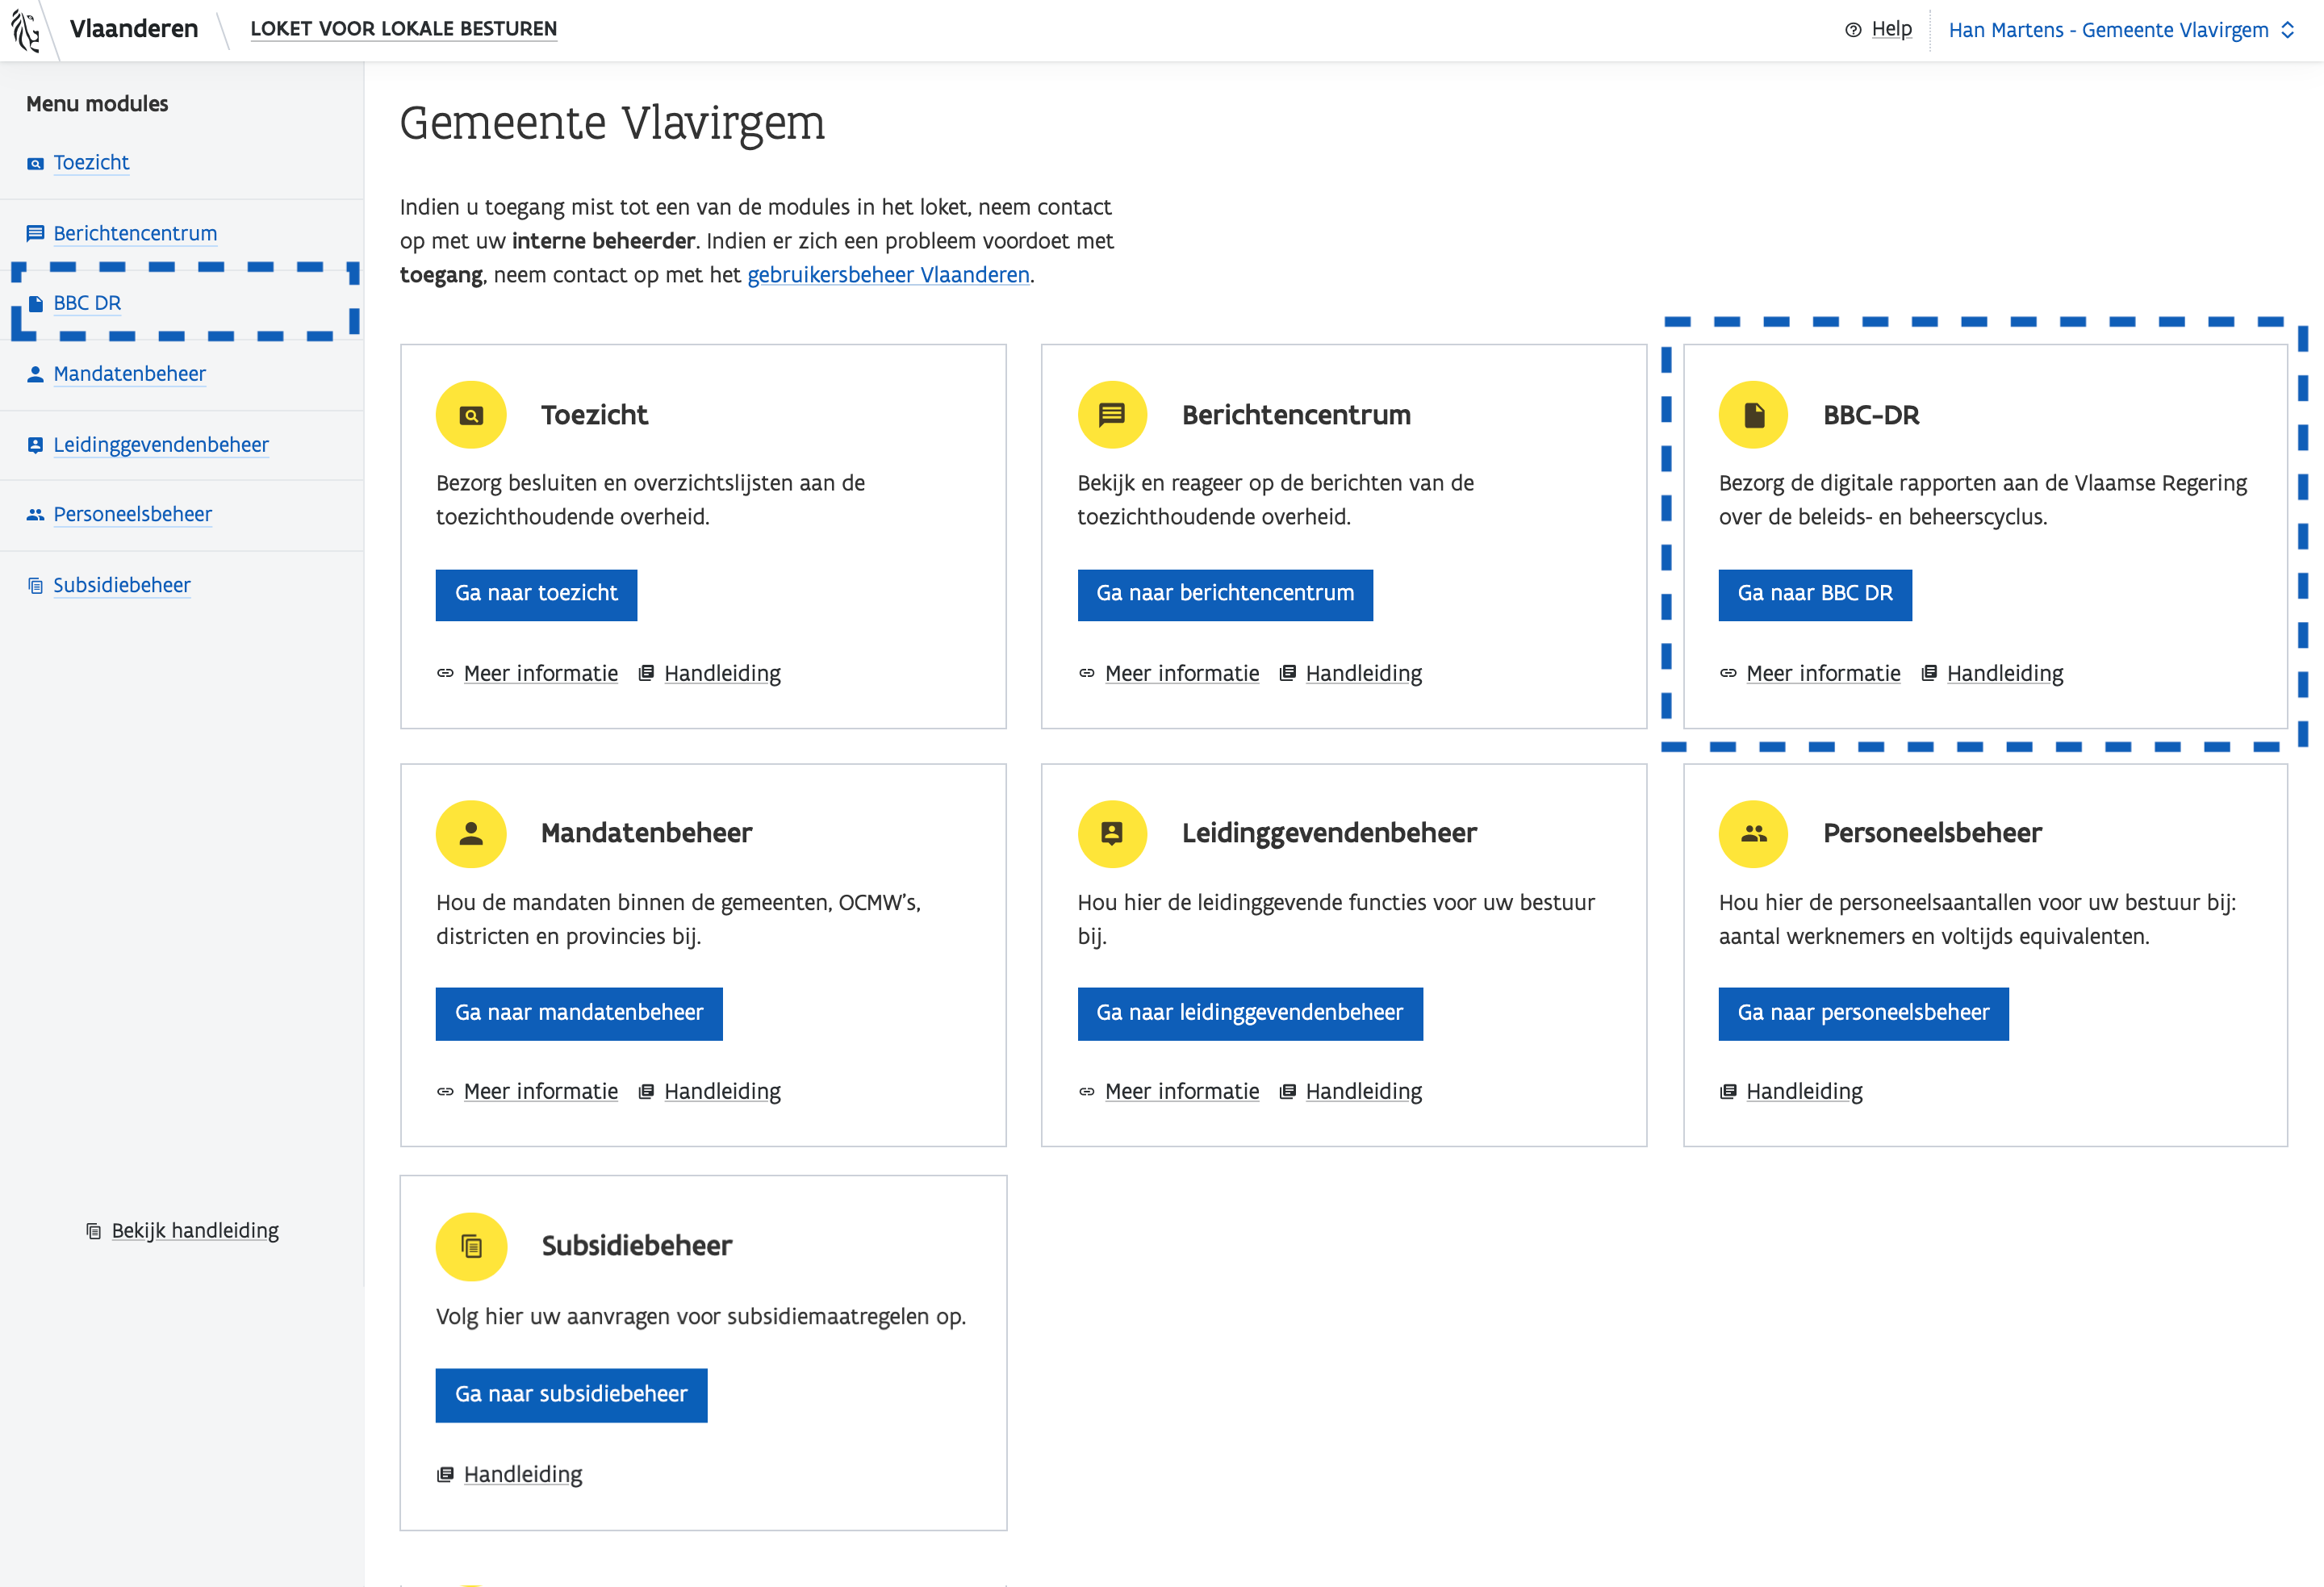 Vlaanderen
LOKET VOOR LOKALE BESTUREN
Help
Han Martens - Gemeente Vlavirgem
Menu modules
Toezicht
Berichtencentrum
BBC DR
Mandatenbeheer
Leidinggevendenbeheer
Personeelsbeheer
Subsidiebeheer
Bekijk handleiding
Gemeente Vlavirgem
Indien u toegang mist tot een van de modules in het loket, neem contact
op met uw interne beheerder. Indien er zich een probleem voordoet met
toegang, neem contact op met het gebruikersbeheer Vlaanderen.
Toezicht
Bezorg besluiten en overzichtslijsten aan de
toezichthoudende overheid.
Ga naar toezicht
Meer informatie Handleiding
Berichtencentrum
Bekijk en reageer op de berichten van de
toezichthoudende overheid.
Ga naar berichtencentrum
Meer informatie Handleiding
BBC-DR
Bezorg de digitale rapporten aan de Vlaamse Regering
over de beleids- en beheerscyclus.
Ga naar BBC DR
Meer informatie Handleiding
Mandatenbeheer
Hou de mandaten binnen de gemeenten, OCMW's,
districten en provincies bij.
Ga naar mandatenbeheer
Meer informatie Handleiding
Leidinggevendenbeheer
Hou hier de leidinggevende functies voor uw bestuur
bij.
Ga naar leidinggevendenbeheer
Meer informatie Handleiding
Personeelsbeheer
Hou hier de personeelsaantallen voor uw bestuur bij:
aantal werknemers en voltijds equivalenten.
Ga naar personeelsbeheer
Handleiding
Subsidiebeheer
Volg hier uw aanvragen voor subsidiemaatregelen op.
Ga naar subsidiebeheer
Handleiding